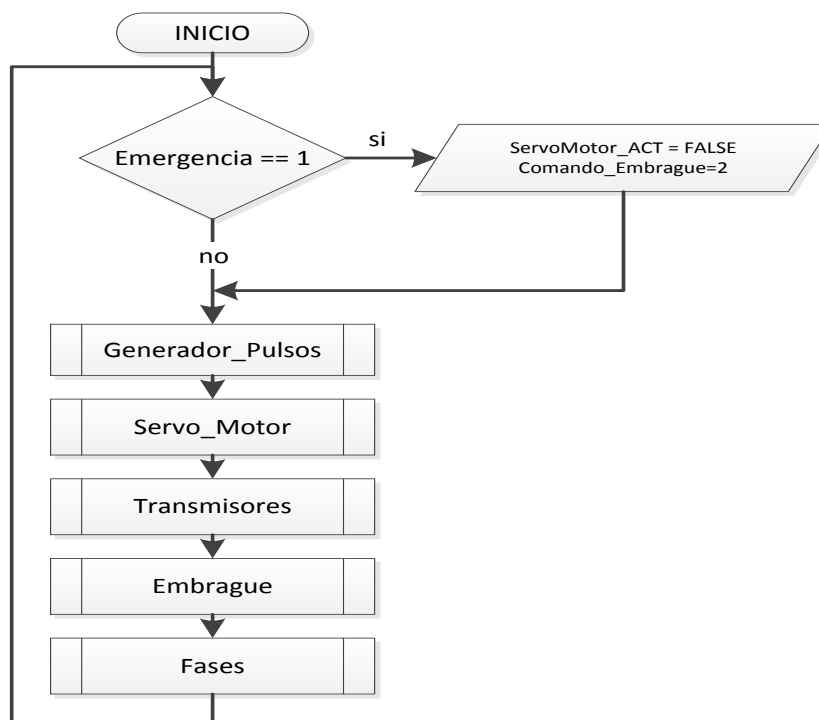 INICIO
Emergencia == 1
si
ServoMotor_ACT = FALSE
Comando_Embrague=2
no
Generador_Pulsos
Servo_Motor
Transmisores
Embrague
Fases